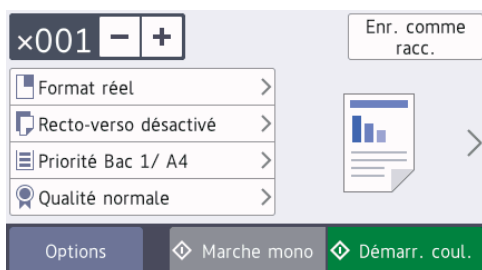 ×001 − +
Enr. comme
racc.
Format réel
Recto-verso désactivé
Priorité Bac 1/ A4
Qualité normale
Options
Marche mono
Démarr. coul.